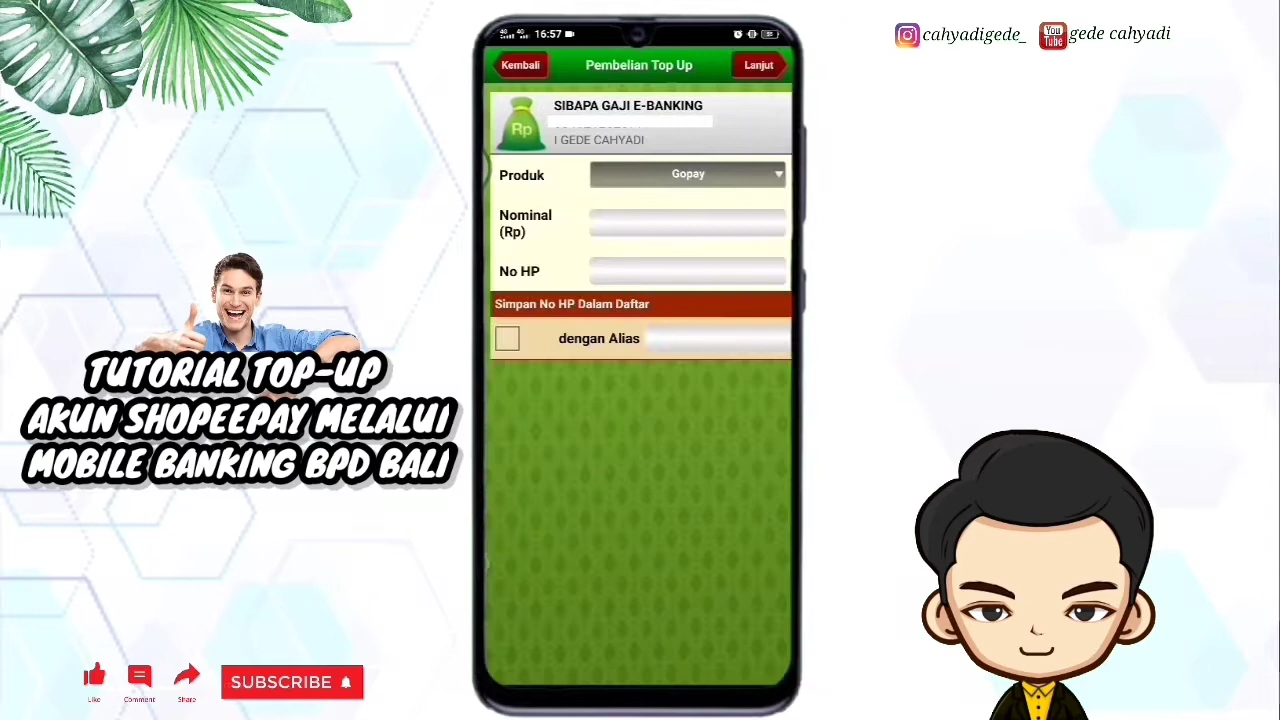 16:57
Kembali
Pembelian Top Up
Lanjut
SIBAPA GAJI E-BANKING
Rp
I GEDE CAHYADI
Produk
Gopay
Nominal
(Rp)
No HP
Simpan No HP Dalam Daftar
dengan Alias
cahyadigede_
You
Tube
gede cahyadi
TUTORIAL TOP-UP
AKUN SHOPEEPAY MELALUI
MOBILE BANKING BPD BALI
Like
Comment
Share
SUBSCRIBE